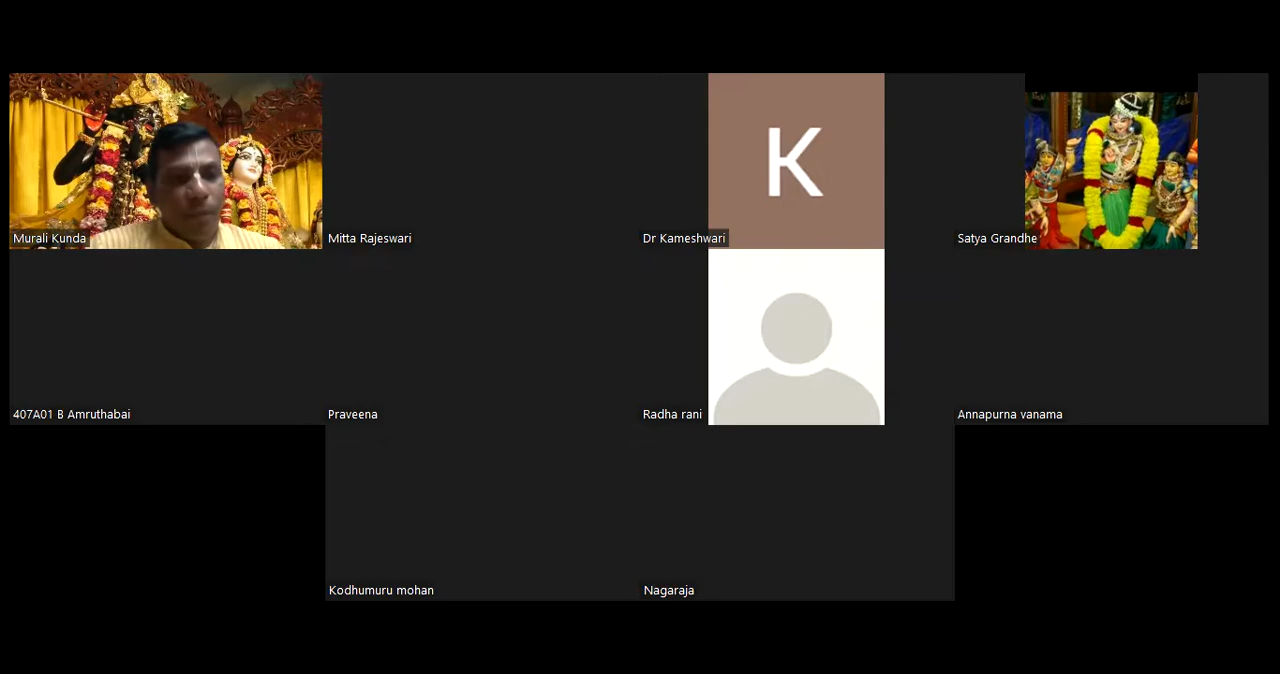 K
Murali Kunda
Mitta Rajeswari
Dr Kameshwari
Satya Grandhe
407A01 B Amruthabai
Praveena
Radha rani
Annapurna vanama
Kodhumuru mohan
Nagaraja